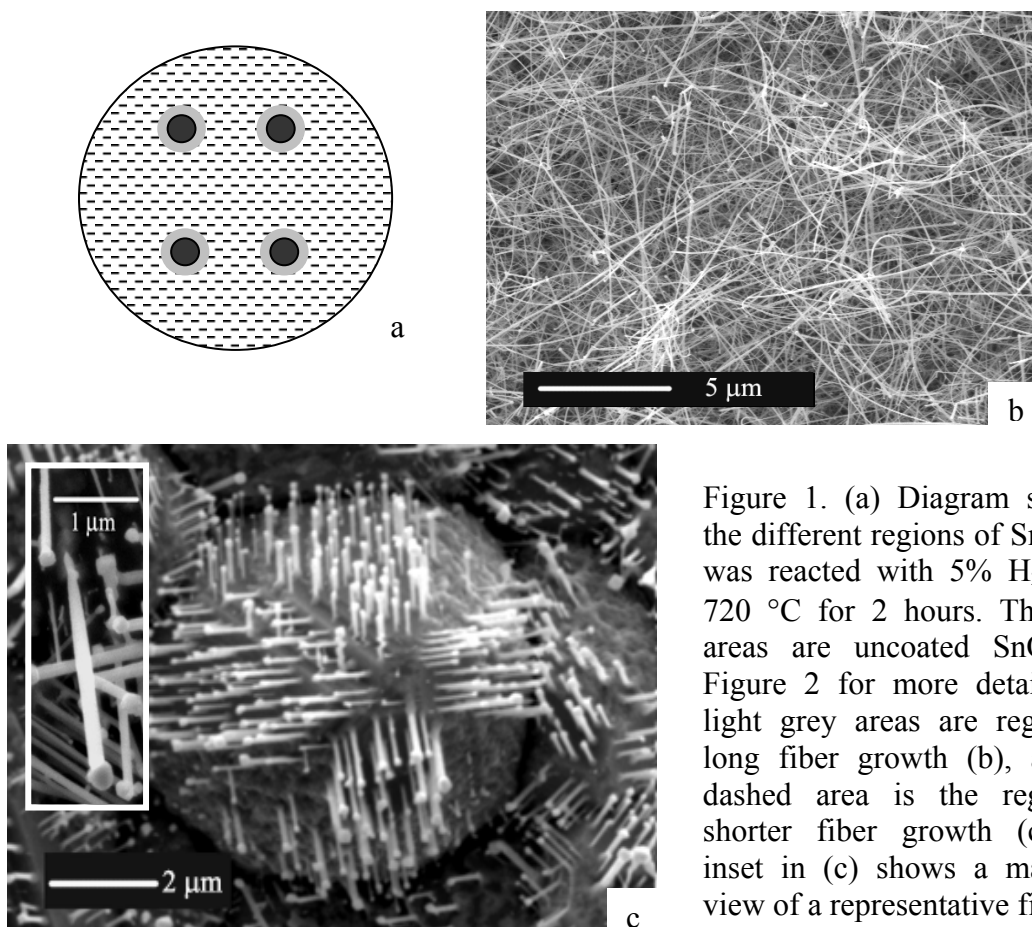 a
5 μm
b
1 μm
2 μm
c
Figure 1. (a) Diagram s
the different regions of Sn
was reacted with 5% H
720 °C for 2 hours. Th
areas are uncoated SnO
Figure 2 for more detai
light grey areas are reg
long fiber growth (b), a
dashed area is the reg
shorter fiber growth (c
inset in (c) shows a ma
view of a representative fi